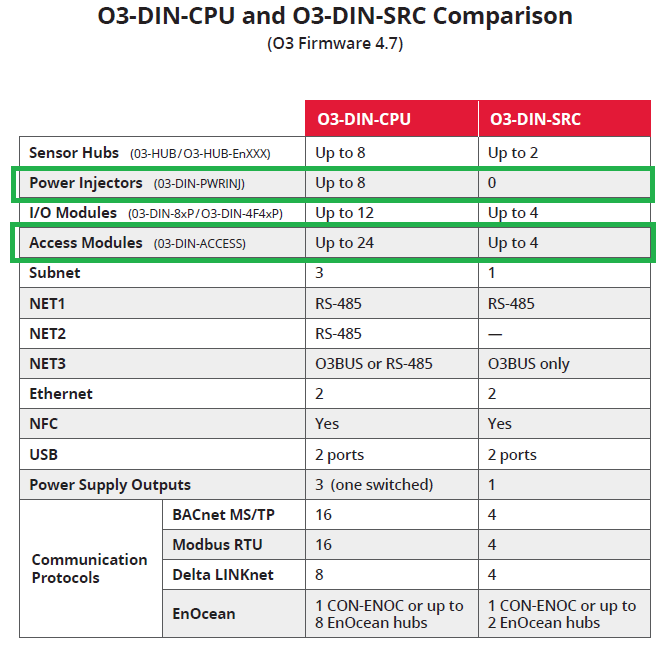 O3-DIN-CPU and O3-DIN-SRC Comparison
(O3 Firmware 4.7)
O3-DIN-CPU O3-DIN-SRC
Sensor Hubs (03-HUB/O3-HUB-EnXXX) Up to 8 Up to 2
Power Injectors (03-DIN-PWRINJ) Up to 8 0
I/O Modules (03-DIN-8xP/O3-DIN-4F4xP) Up to 12 Up to 4
Access Modules (03-DIN-ACCESS) Up to 24 Up to 4
Subnet 3 1
NET1 RS-485 RS-485
NET2 RS-485 —
NET3 O3BUS or RS-485 O3BUS only
Ethernet 2 2
NFC Yes Yes
USB 2 ports 2 ports
Power Supply Outputs 3 (one switched) 1
Communication
Protocols
BACnet MS/TP 16 4
Modbus RTU 16 4
Delta LINKnet 8 4
EnOcean
1 CON-ENOC or up to
8 EnOcean hubs
1 CON-ENOC or up to
2 EnOcean hubs